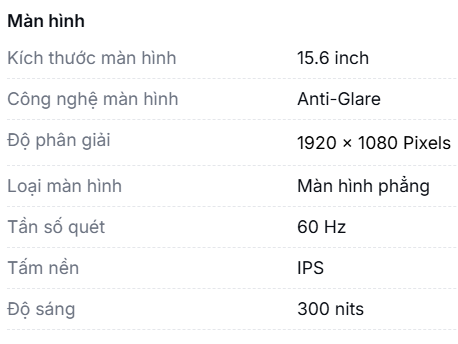 Màn hình
Kích thước màn hình 15.6 inch
Công nghệ màn hình Anti-Glare
Độ phân giải 1920 × 1080 Pixels
Loại màn hình Màn hình phẳng
Tần số quét 60 Hz
Tấm nền IPS
Độ sáng 300 nits